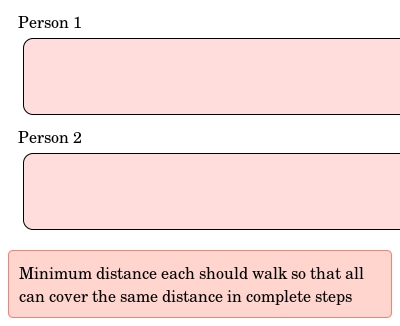 Person 1
Person 2
Minimum distance each should walk so that all
can cover the same distance in complete steps